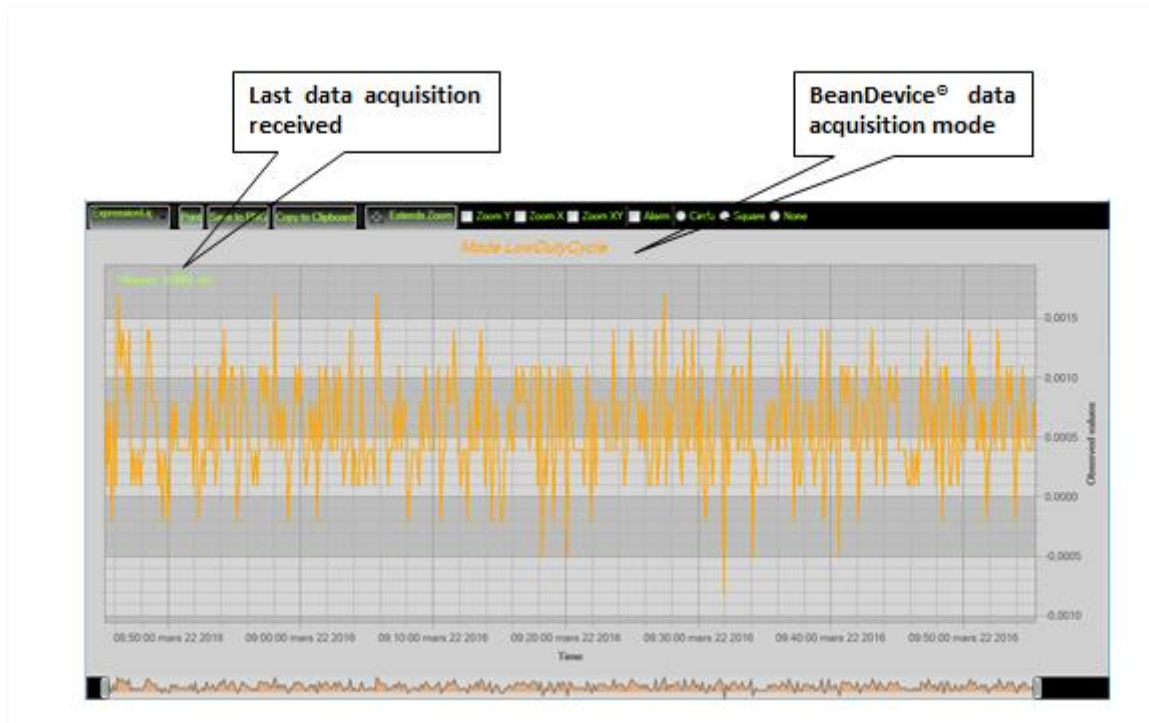 Last data acquisition
received
BeanDevice® data
acquisition mode
Print
Save to PNG
Copy to Clipboard
Extends Zoom
Zoom Y
Zoom X
Zoom XY
Alarm
Circle
Square
None
Mode LowDutyCycle
0,0015
0,0010
0,0005
0,0000
-0,0005
-0,0010
Observed values
08:50:00 mars 22 2016
09:00:00 mars 22 2016
09:10:00 mars 22 2016
09:20:00 mars 22 2016
09:30:00 mars 22 2016
09:40:00 mars 22 2016
09:50:00 mars 22 2016
Time